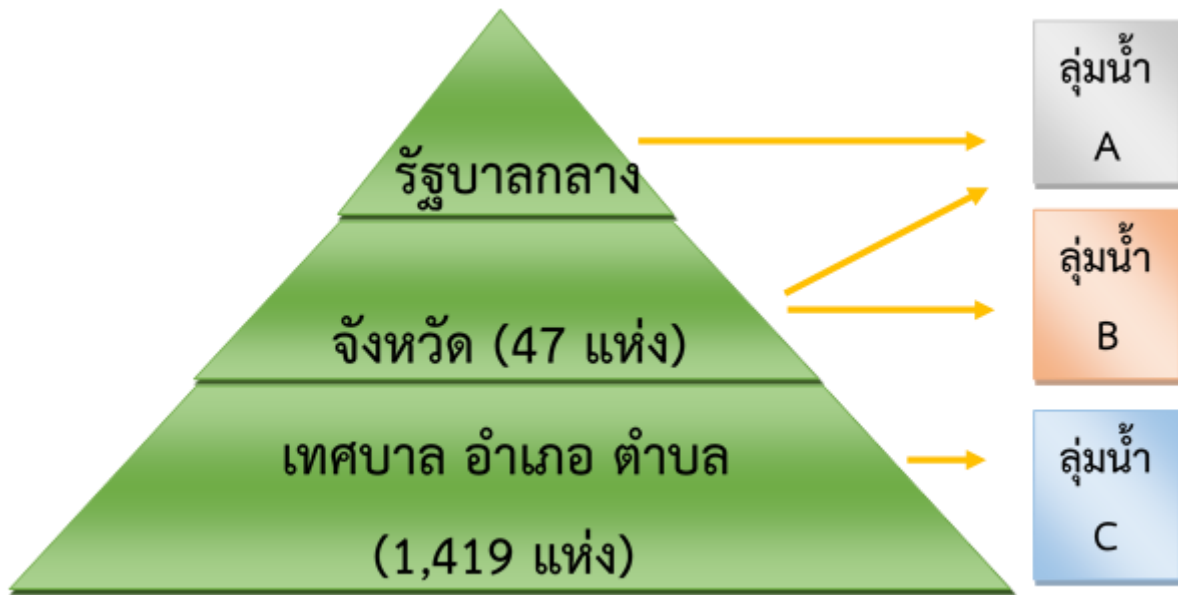 รัฐบาลกลาง
จังหวัด (47 แห่ง)
เทศบาล อำเภอ ตำบล
(1,419 แห่ง)
ลุ่มน้ำ
A
ลุ่มน้ำ
B
ลุ่มน้ำ
C